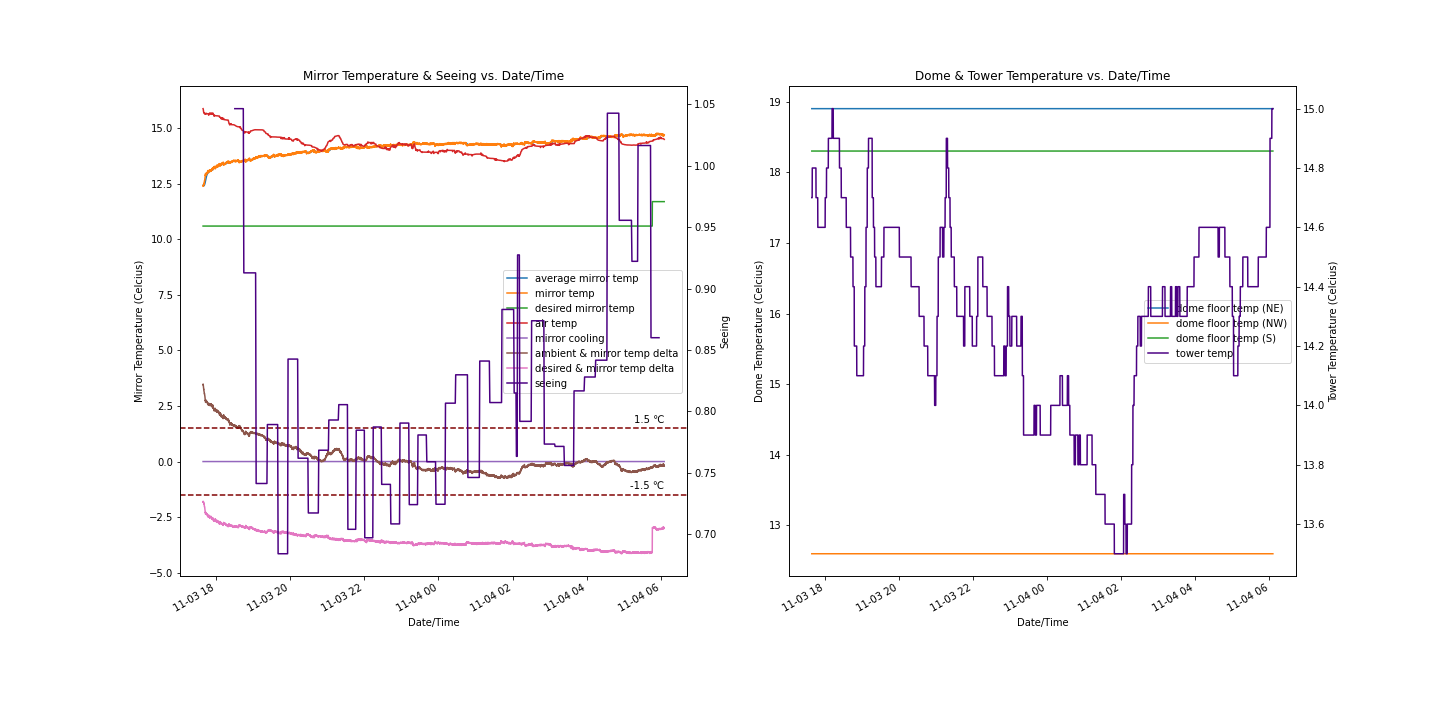 Mirror Temperature & Seeing vs. Date/Time
Mirror Temperature (Celcius)
15.0
12.5
10.0
7.5
5.0
2.5
0.0
−2.5
−5.0
1.05
1.00
0.95
0.90
0.85
0.80
0.75
0.70
Seeing
average mirror temp
mirror temp
desired mirror temp
air temp
mirror cooling
ambient & mirror temp delta
desired & mirror temp delta
seeing
1.5 °C
-1.5 °C
11-03 18
11-03 20
11-03 22
11-04 00
11-04 02
11-04 04
11-04 06
Date/Time
Dome & Tower Temperature vs. Date/Time
Dome Temperature (Celcius)
19
18
17
16
15
14
13
15.0
14.8
14.6
14.4
14.2
14.0
13.8
13.6
Tower Temperature (Celcius)
dome floor temp (NE)
dome floor temp (NW)
dome floor temp (S)
tower temp
11-03 18
11-03 20
11-03 22
11-04 00
11-04 02
11-04 04
11-04 06
Date/Time